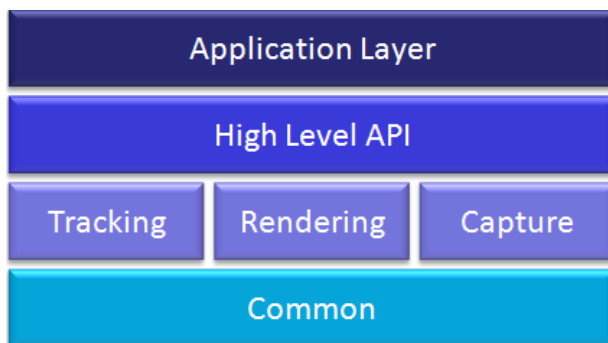 Application Layer
High Level API
Tracking Rendering Capture
Common